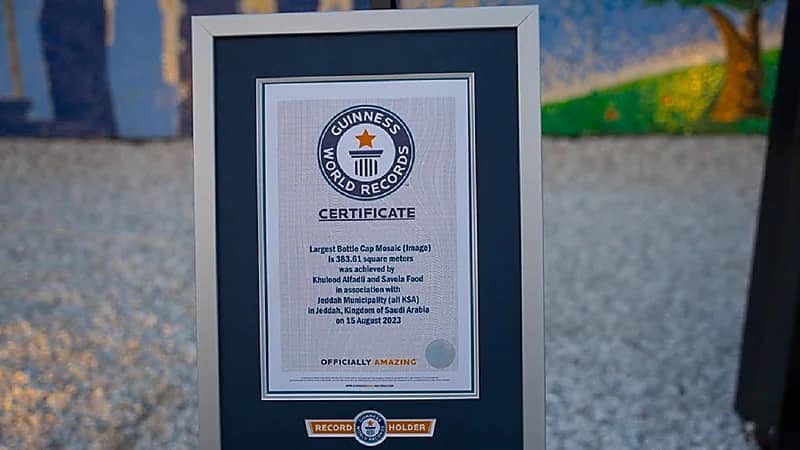 GUINNESS
WORLD RECORDS
CERTIFICATE
Largest Bottle Cap Mosaic (Image)
is 383.61 square meters
was achieved by
Khulood Alfadli and Savola Food
in association with
Jeddah Municipality (all KSA)
in Jeddah, Kingdom of Saudi Arabia
on 15 August 2023
OFFICIALLY AMAZING
RECORD HOLDER